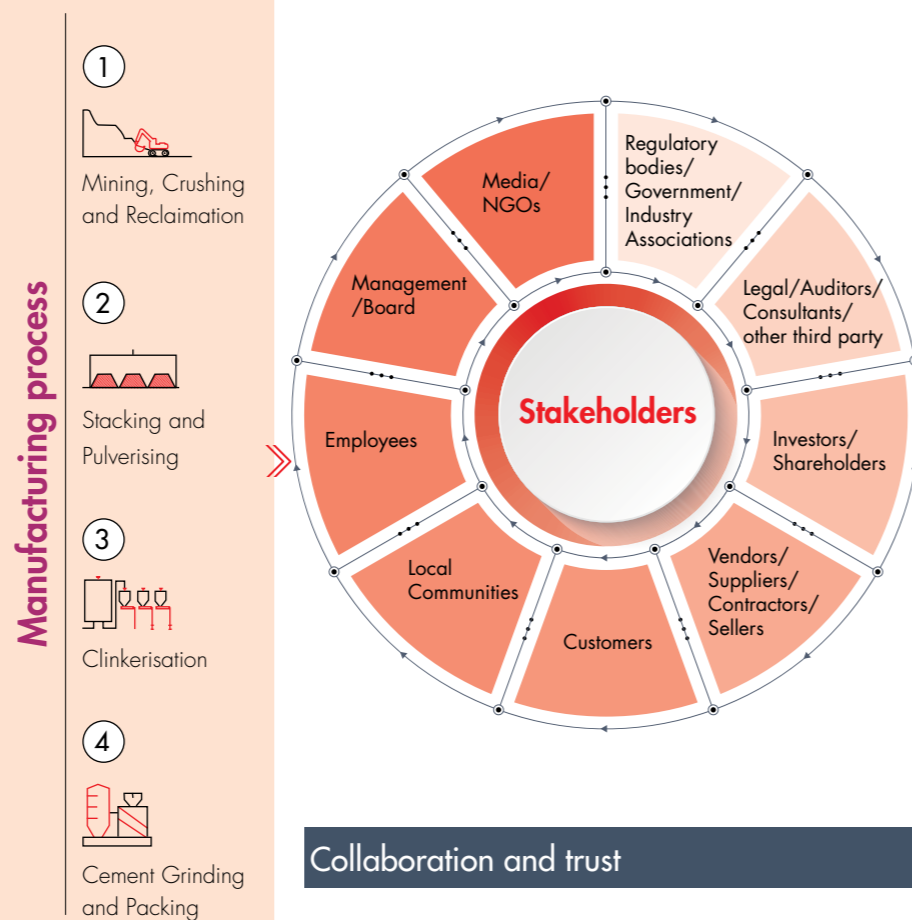 Manufacturing process
1
Mining, Crushing
and Reclaimation
2
Stacking and
Pulverising
3
Clinkerisation
4
Cement Grinding
and Packing
Stakeholders
Regulatory
bodies/
Government/
Industry
Associations
Legal/Auditors/
Consultants/
other third party
Investors/
Shareholders
Vendors/
Suppliers/
Contractors/
Sellers
Customers
Local
Communities
Employees
Management
/Board
Media/
NGOs
Collaboration and trust